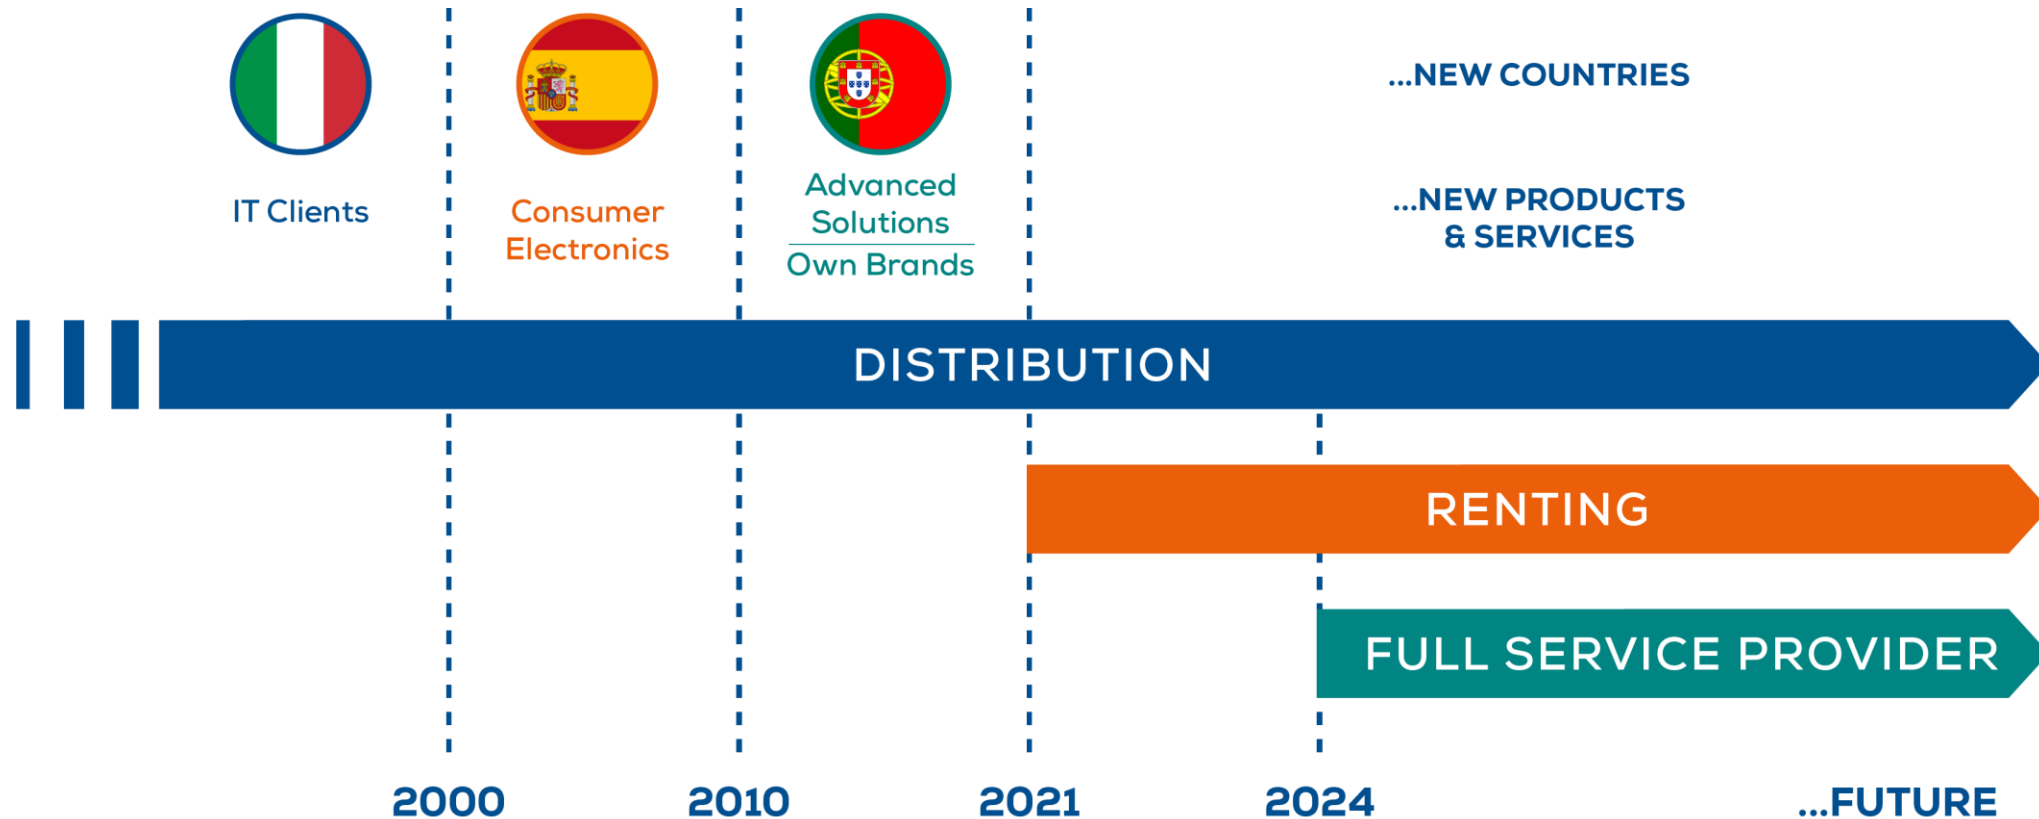 ...NEW COUNTRIES
IT Clients
Consumer
Electronics
Advanced
Solutions
Own Brands
...NEW PRODUCTS
& SERVICES
DISTRIBUTION
RENTING
FULL SERVICE PROVIDER
2000
2010
2021
2024
...FUTURE